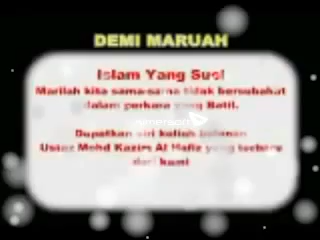 DEMI MARUAH
Islam Yang Suci
Marilah kita sama-sama tidak bersubahat
dalam perkara yang Batil.
Dapatkan siri kuliah bulanan
Ustaz Mohd Kazim Al Hafiz yang terbaru
dari kami